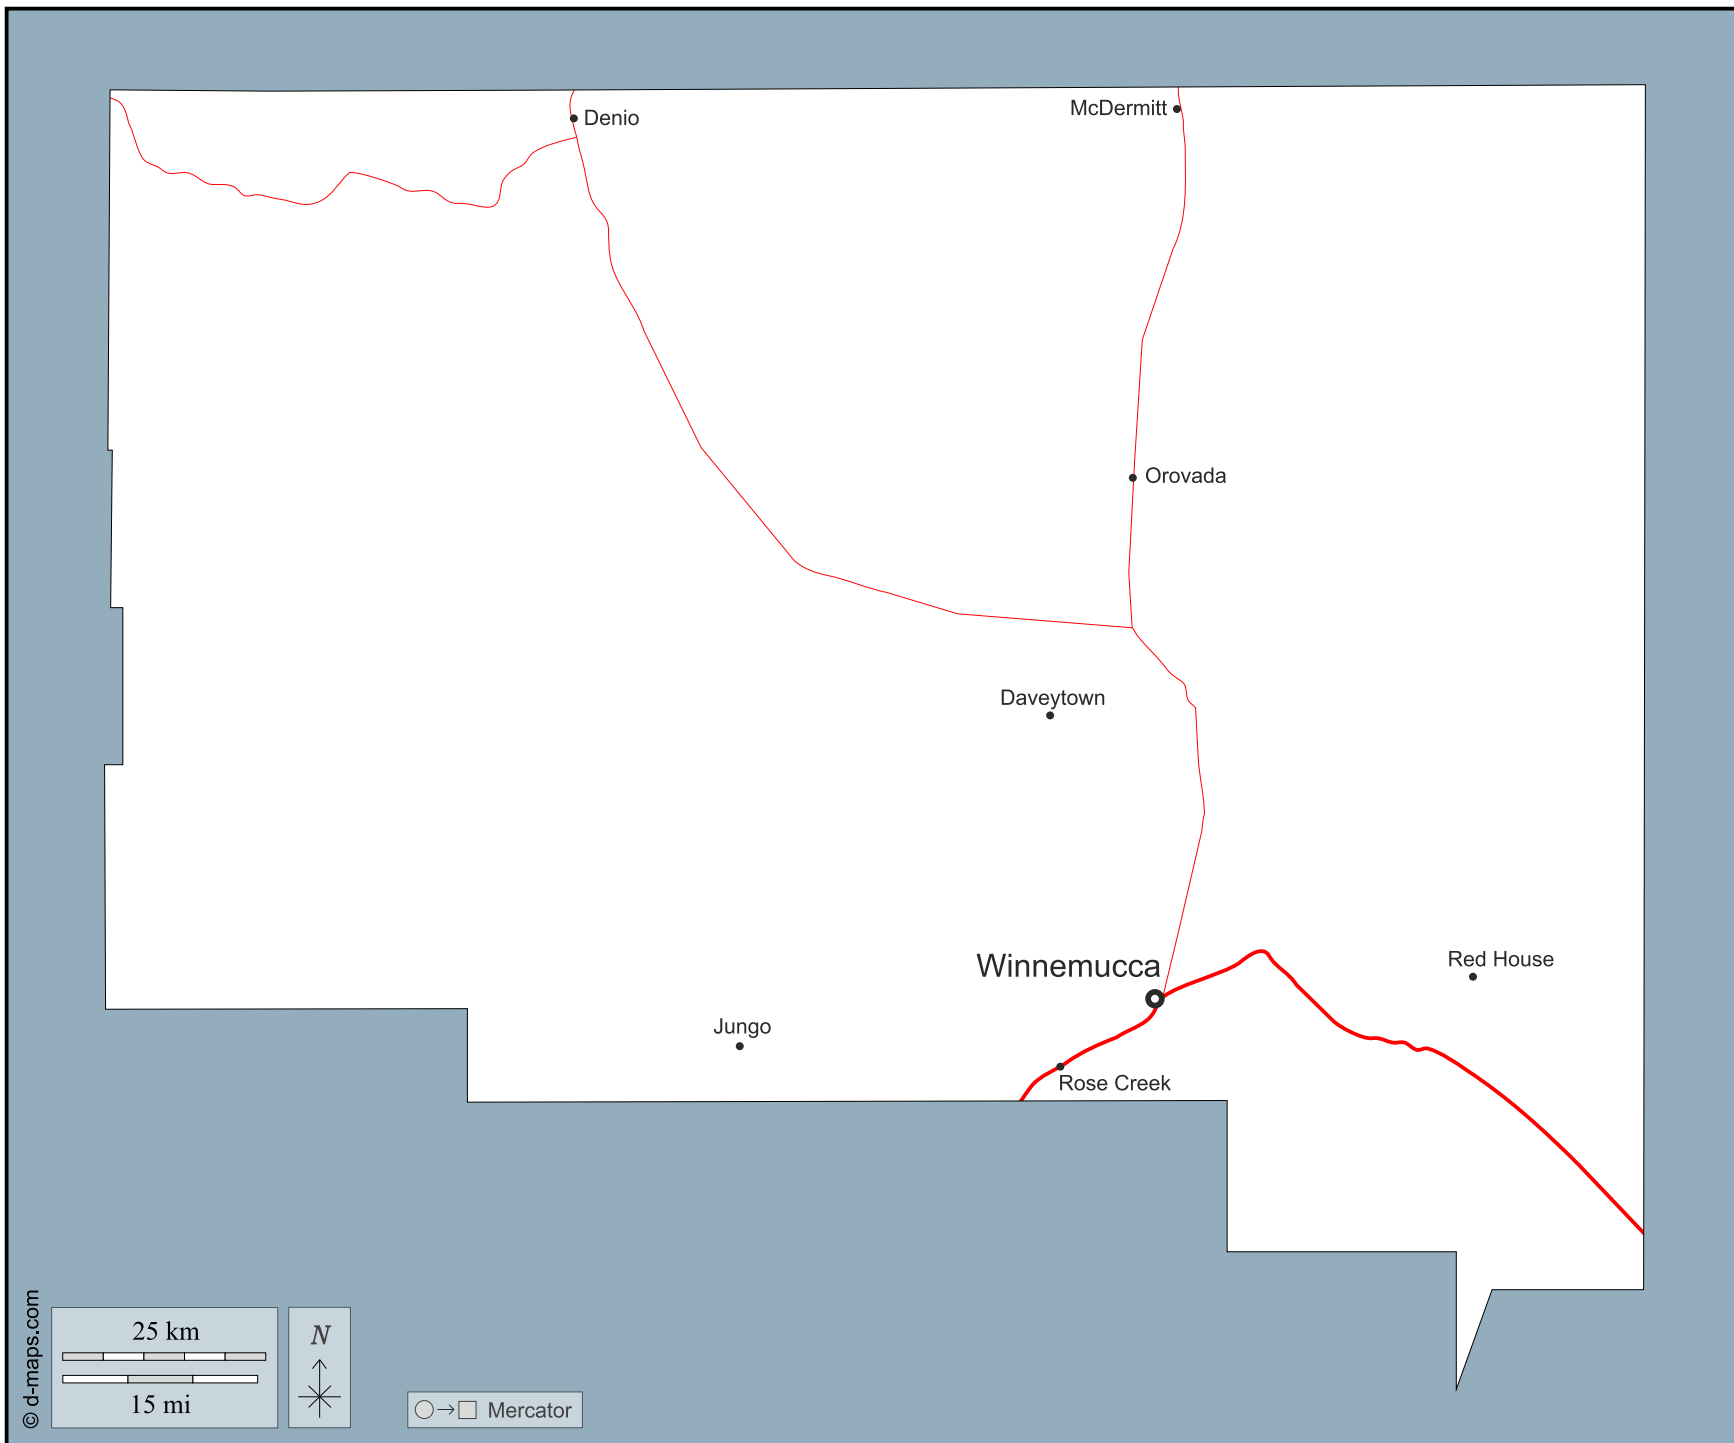 McDermitt
Denio
Orovada
Daveytown
Winnemucca
Red House
Jungo
Rose Creek
© d-maps.com
25 km
15 mi
N
Mercator